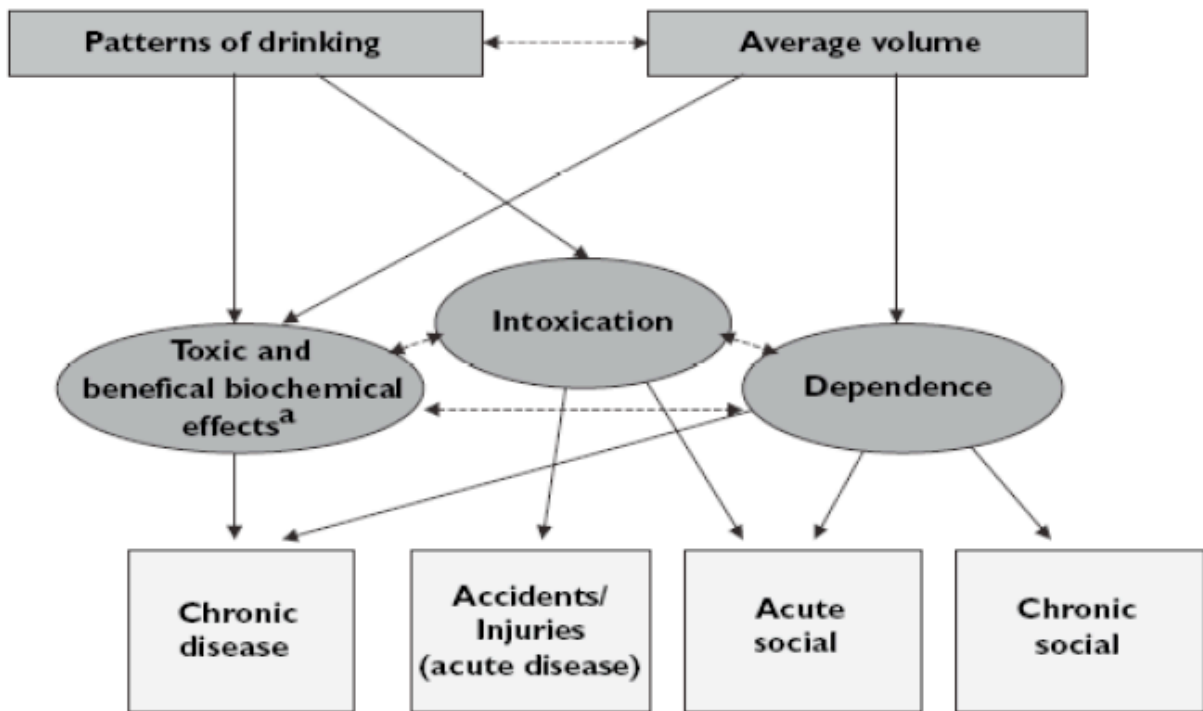 Patterns of drinking
Average volume
Intoxication
Toxic and
benefical biochemical
effectsa
Dependence
Chronic
disease
Accidents/
Injuries
(acute disease)
Acute
social
Chronic
social